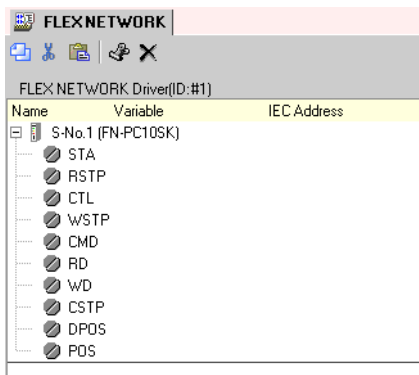 FLEXNETWORK
FLEX NETWORK Driver(ID:#1)
Name Variable IEC Address
S-No.1 (FN-PC10SK)
STA
RSTP
CTL
WSTP
CMD
RD
WD
CSTP
DPOS
POS